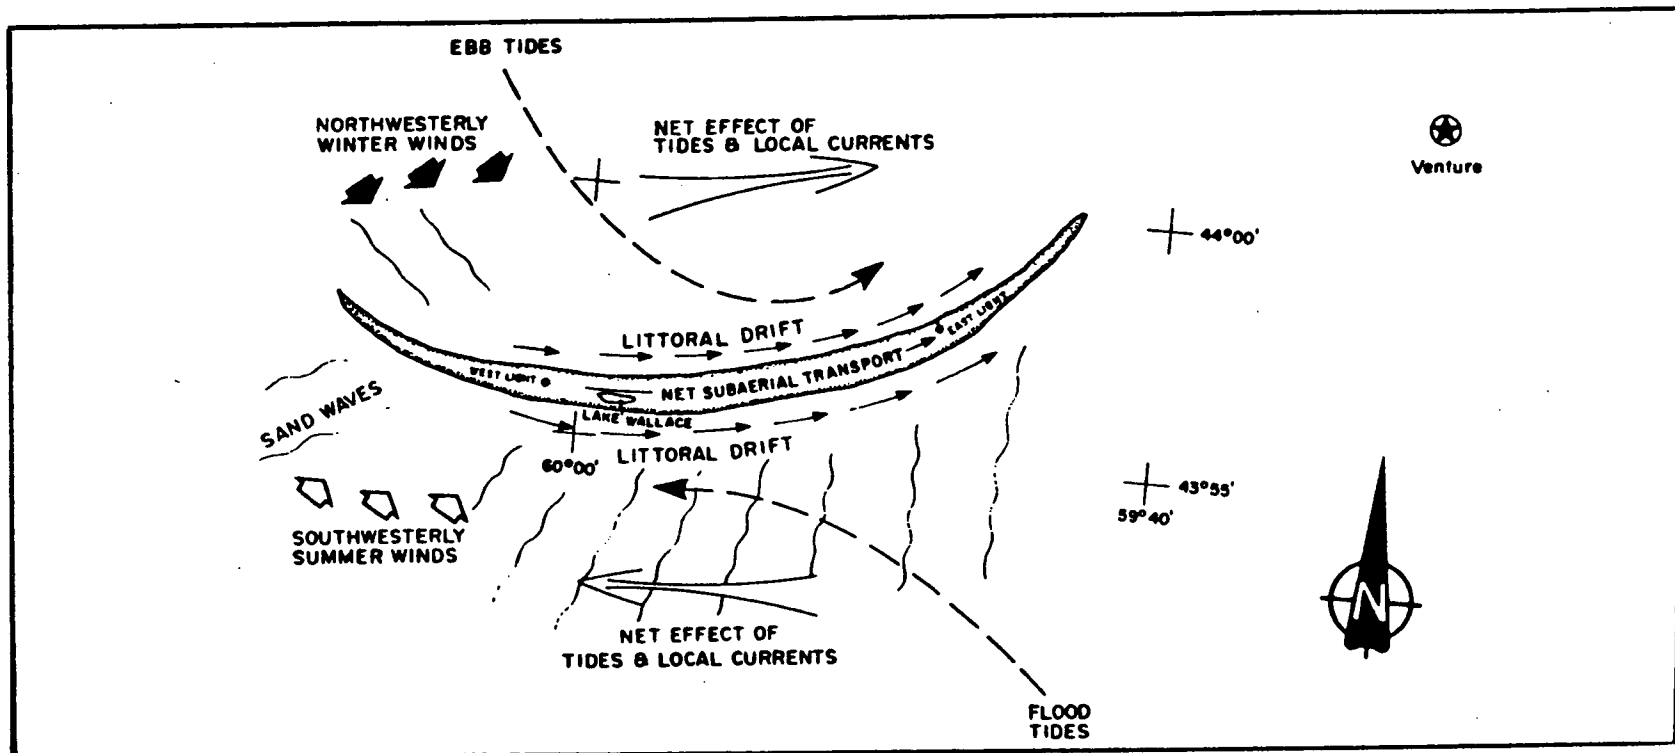 EBB TIDES
NORTHWESTERLY
WINTER WINDS
NET EFFECT OF
TIDES & LOCAL CURRENTS
Venture
44°00'
LITTORAL DRIFT
EAST LIGHT
WEST LIGHT
NET SUBAERIAL TRANSPORT
LAKE WALLACE
SAND WAVES
60°00'
LITTORAL DRIFT
43°55'
59°40'
SOUTHWESTERLY
SUMMER WINDS
NET EFFECT OF
TIDES & LOCAL CURRENTS
FLOOD
TIDES
N